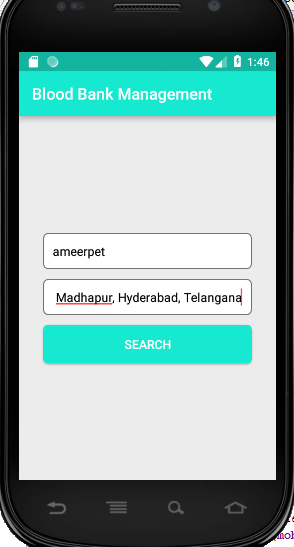 1:46
Blood Bank Management
ameerpet
Madhapur, Hyderabad, Telangana
SEARCH